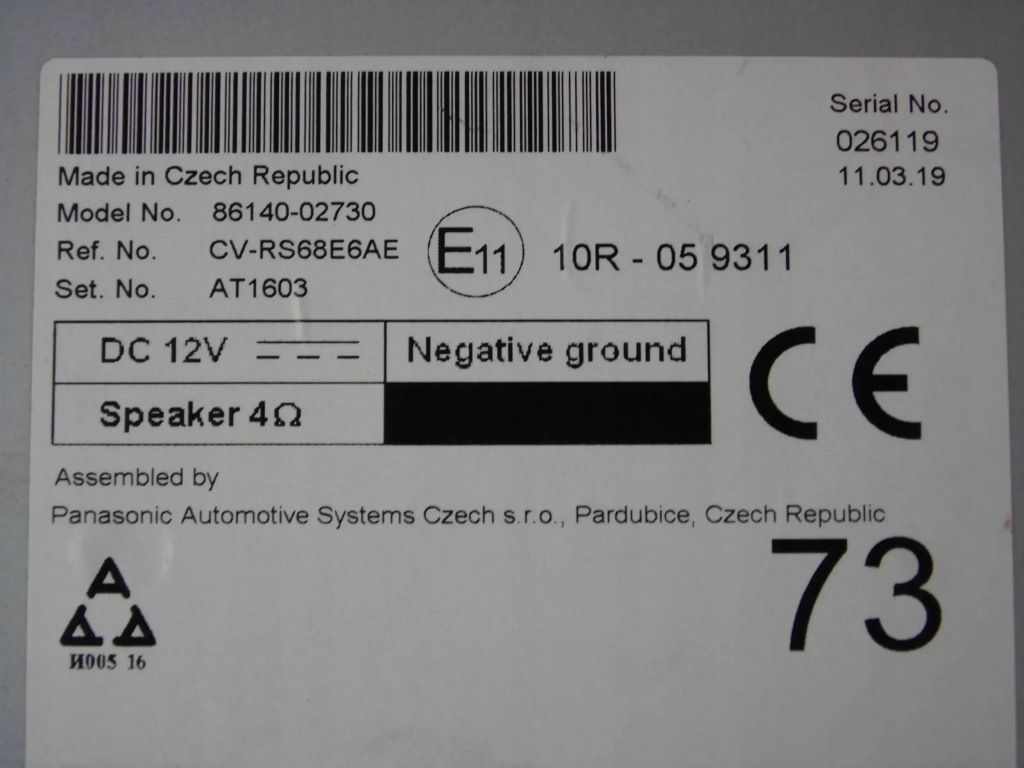 Serial No.
026119
11.03.19
Made in Czech Republic
Model No. 86140-02730
Ref. No. CV-RS68E6AE
Set. No. AT1603
E11 10R - 05 9311
DC 12V
Negative ground
Speaker 4Ω
CE
Assembled by
Panasonic Automotive Systems Czech s.r.o., Pardubice, Czech Republic
73
И005 16